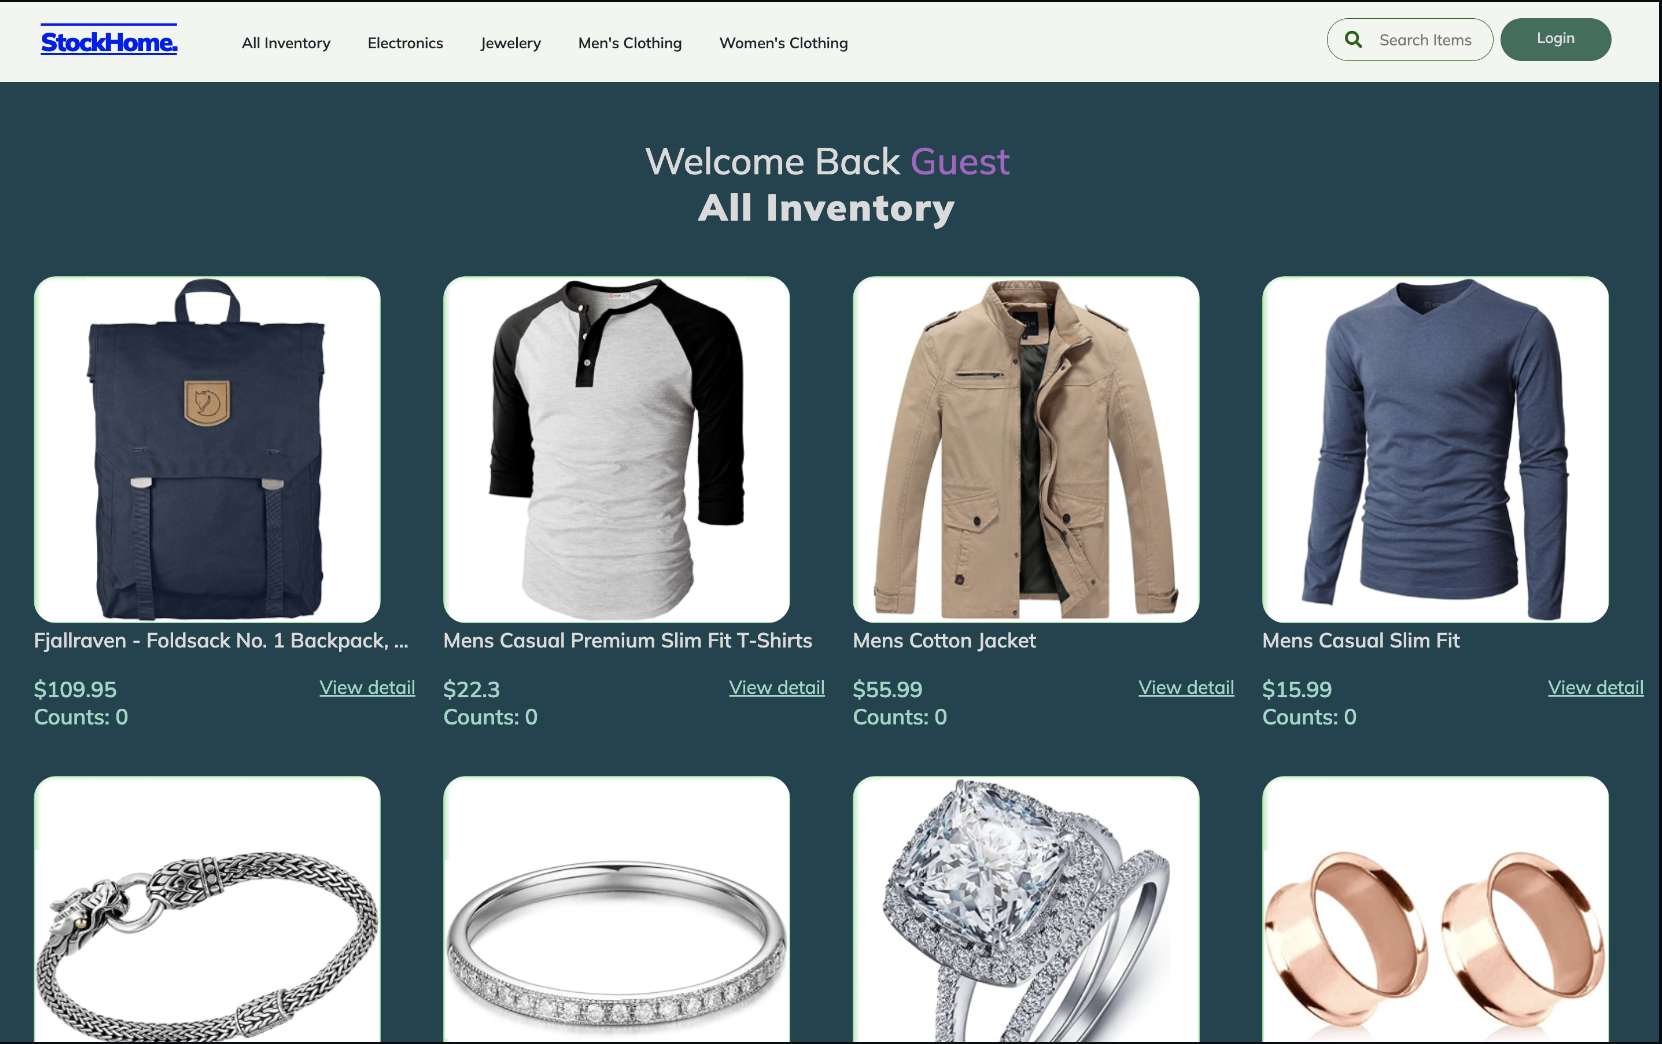 StockHome.
All Inventory
Electronics
Jewelery
Men's Clothing
Women's Clothing
Search Items
Login
Welcome Back Guest
All Inventory
Fjallraven - Foldsack No. 1 Backpack, ...
$109.95
View detail
Counts: 0
Mens Casual Premium Slim Fit T-Shirts
$22.3
View detail
Counts: 0
Mens Cotton Jacket
$55.99
View detail
Counts: 0
Mens Casual Slim Fit
$15.99
View detail
Counts: 0